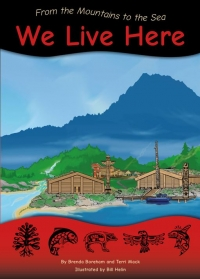 From the Mountains to the Sea
We Live Here
By Brenda Boreham and Terri Mack
Illustrated by Bill Helin